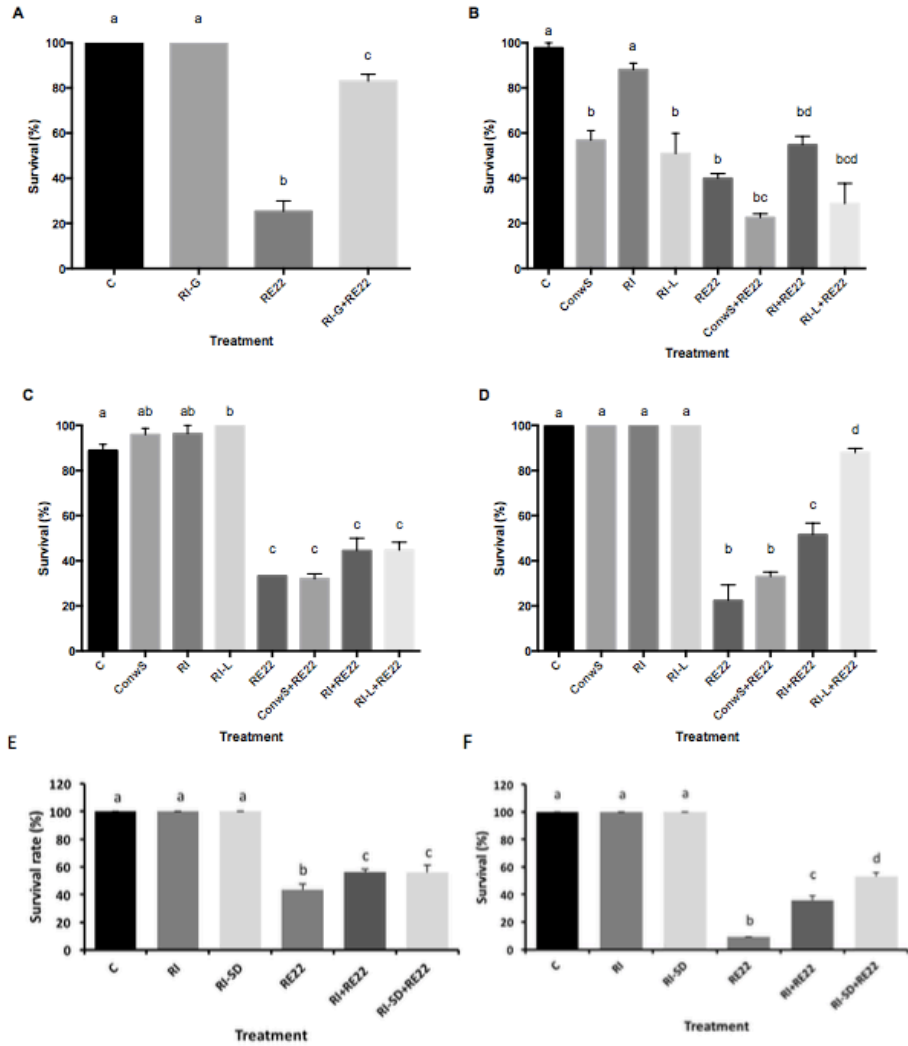 A
a a c
b
Survival (%)
100
80
60
40
20
0
C RI-G RE22 RI-G+RE22
Treatment
B
a b a b b bc bd bcd
Survival (%)
100
80
60
40
20
0
C ConwS RI RI-L RE22 ConwS+RE22 RI+RE22 RI-L+RE22
Treatment
C
a ab ab b c c c c
Survival (%)
100
80
60
40
20
0
C ConwS RI RI-L RE22 ConwS+RE22 RI+RE22 RI-L+RE22
Treatment
D
a a a a b b c d
Survival (%)
100
80
60
40
20
0
C ConwS RI RI-L RE22 ConwS+RE22 RI+RE22 RI-L+RE22
Treatment
E
a a a b c c
Survival rate (%)
120
100
80
60
40
20
0
C RI RI-SD RE22 RI+RE22 RI-SD+RE22
Treatment
F
a a a b c d
Survival (%)
120
100
80
60
40
20
0
C RI RI-SD RE22 RI+RE22 RI-SD+RE22
Treatment